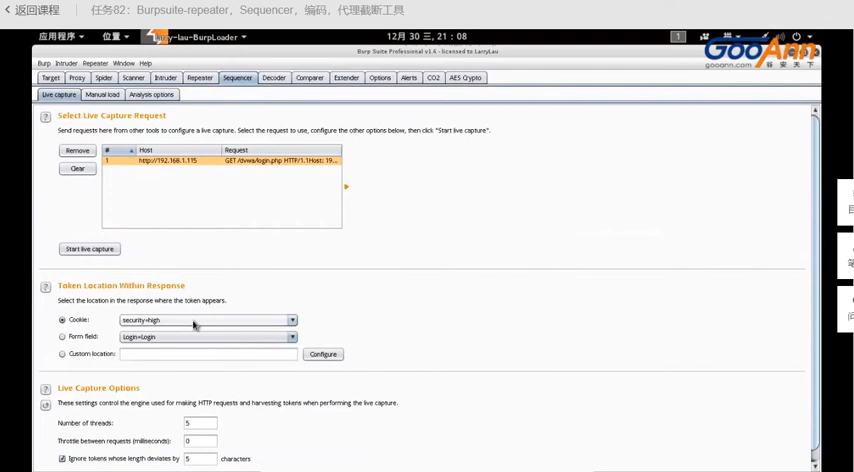 返回课程 任务82：Burpsuite-repeater，Sequencer，编码，代理截断工具
应用程序 位置 Larry-lau-BurpLoader 12月 30 三, 21 : 08 1
Burp Suite Professional v1.6 - licensed to LarryLau
GOOANN
gooann.com 谷安天下
Burp Intruder Repeater Window Help
Target Proxy Spider Scanner Intruder Repeater Sequencer Decoder Comparer Extender Options Alerts CO2 AES Crypto
Live capture Manual load Analysis options
? Select Live Capture Request
Send requests here from other tools to configure a live capture. Select the request to use, configure the other options below, then click "Start live capture".
Remove # Host Request
1 http://192.168.1.115 GET /dvwa/login.php HTTP/1.1Host: 19...
Clear
Start live capture
? Token Location Within Response
Select the location in the response where the token appears.
Cookie: security=high
Form field: Login=Login
Custom location: Configure
? Live Capture Options
These settings control the engine used for making HTTP requests and harvesting tokens when performing the live capture.
Number of threads: 5
Throttle between requests (milliseconds): 0
Ignore tokens whose length deviates by 5 characters